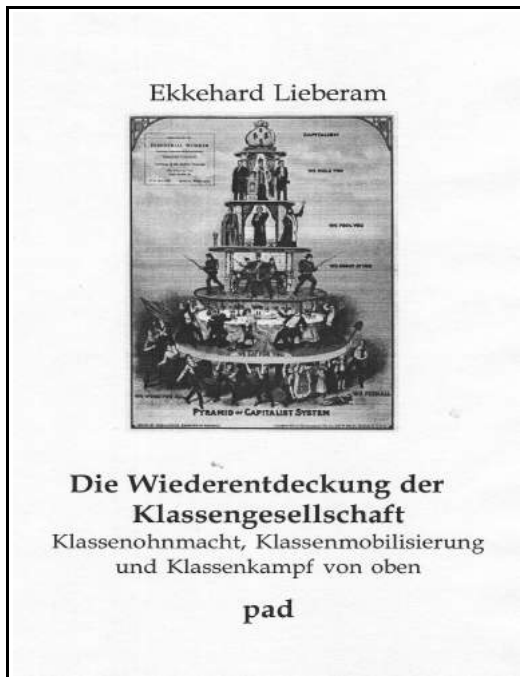 Ekkehard Lieberam
INDUSTRIAL WORKER
CAPITALISM
WE RULE YOU
WE FOOL YOU
WE SHOOT AT YOU
WE EAT FOR YOU
WE WORK FOR ALL
WE FEED ALL
PYRAMID OF CAPITALIST SYSTEM
Die Wiederentdeckung der
Klassengesellschaft
Klassenohnmacht, Klassenmobilisierung
und Klassenkampf von oben
pad